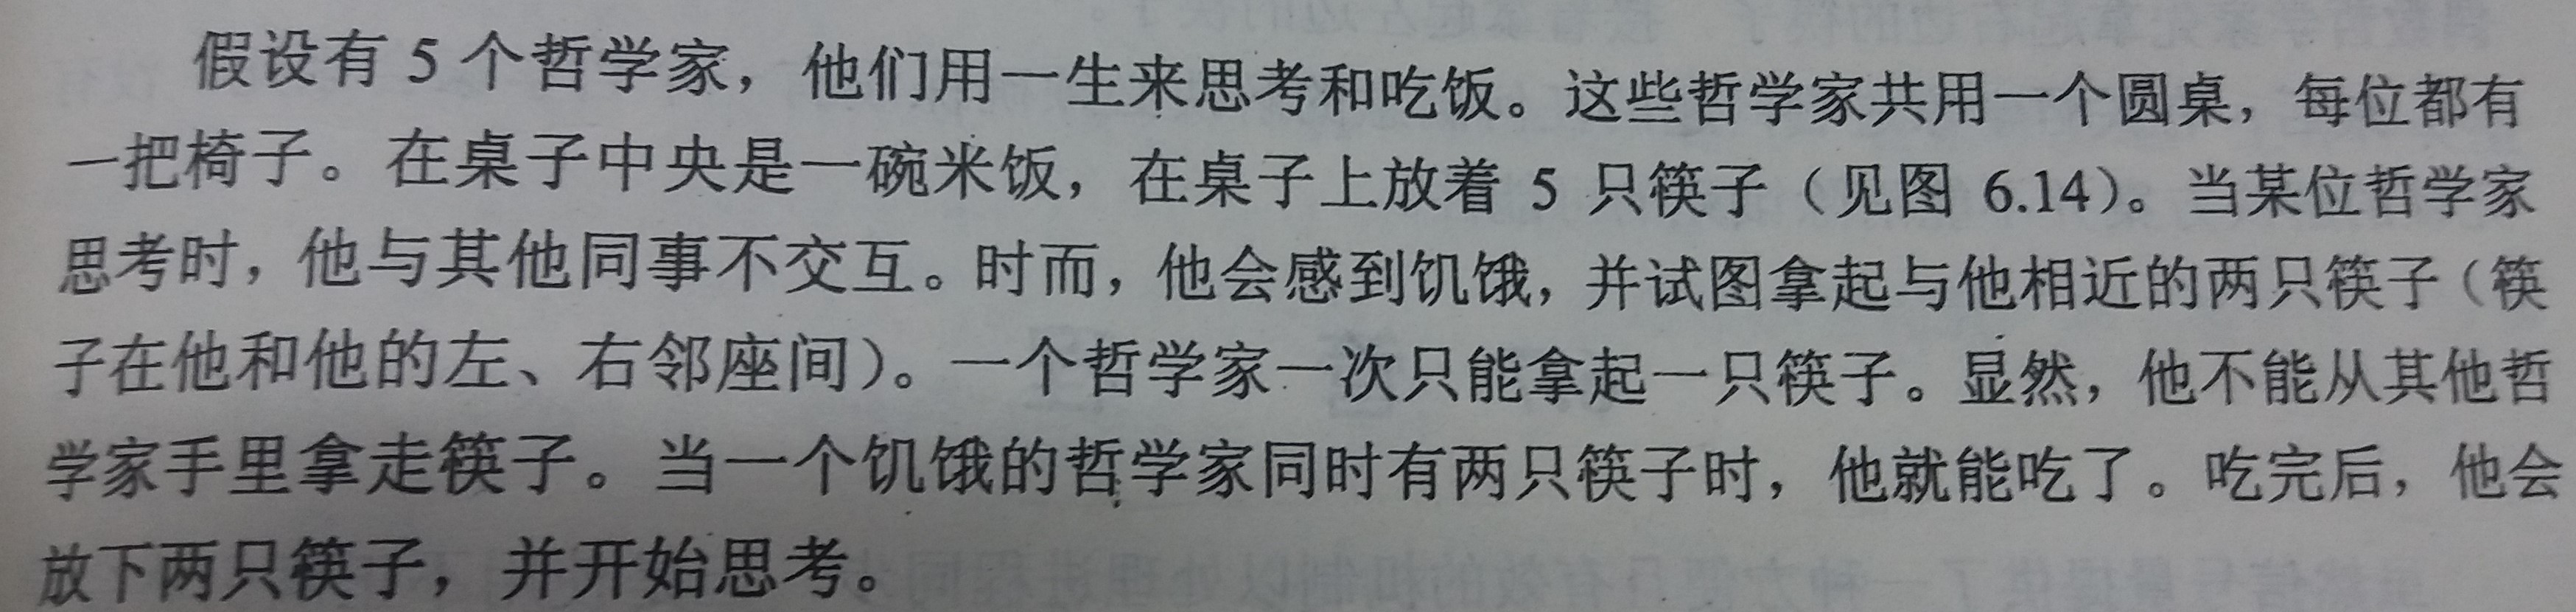 假设有 5 个哲学家，他们用一生来思考和吃饭。这些哲学家共用一个圆桌，每位都有
一把椅子。在桌子中央是一碗米饭，在桌子上放着 5 只筷子（见图 6.14）。当某位哲学家
思考时，他与其他同事不交互。时而，他会感到饥饿，并试图拿起与他相近的两只筷子（筷
子在他和他的左、右邻座间）。一个哲学家一次只能拿起一只筷子。显然，他不能从其他哲
学家手里拿走筷子。当一个饥饿的哲学家同时有两只筷子时，他就能吃了。吃完后，他会
放下两只筷子，并开始思考。